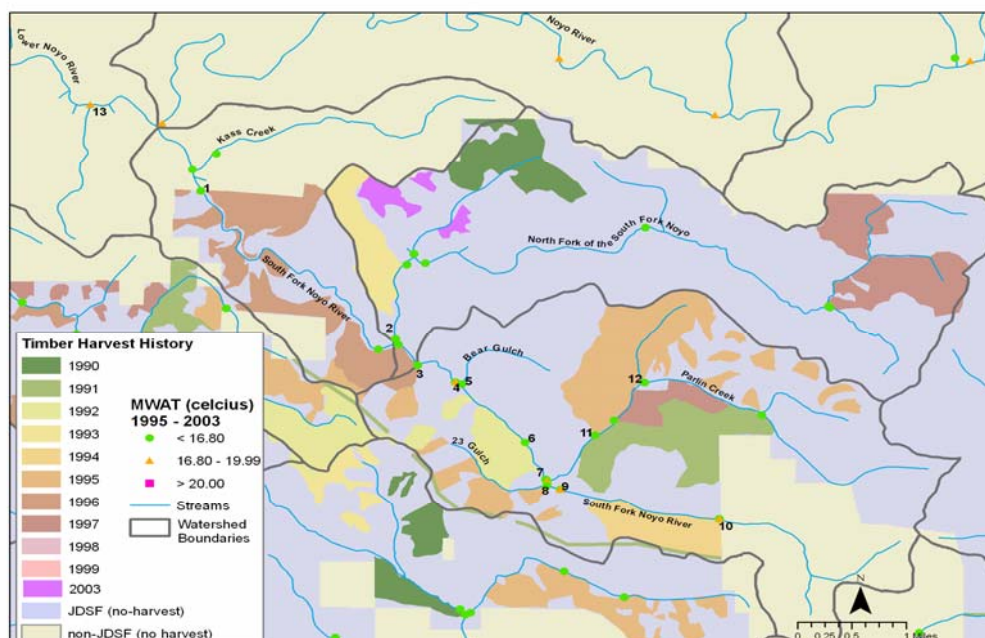 Lower Noyo River
Noyo River
13
Kass Creek
1
North Fork of the South Fork Noyo
South Fork Noyo River
2
3
Bear Gulch
4
5
12
Parlin Creek
11
6
23 Gulch
7
8
9
South Fork Noyo River
10
Timber Harvest History
1990
1991
1992
1993
1994
1995
1996
1997
1998
1999
2003
JDSF (no-harvest)
non-JDSF (no harvest)
MWAT (celcius)
1995 - 2003
< 16.80
16.80 - 19.99
> 20.00
Streams
Watershed
Boundaries
N
0 0.25 0.5